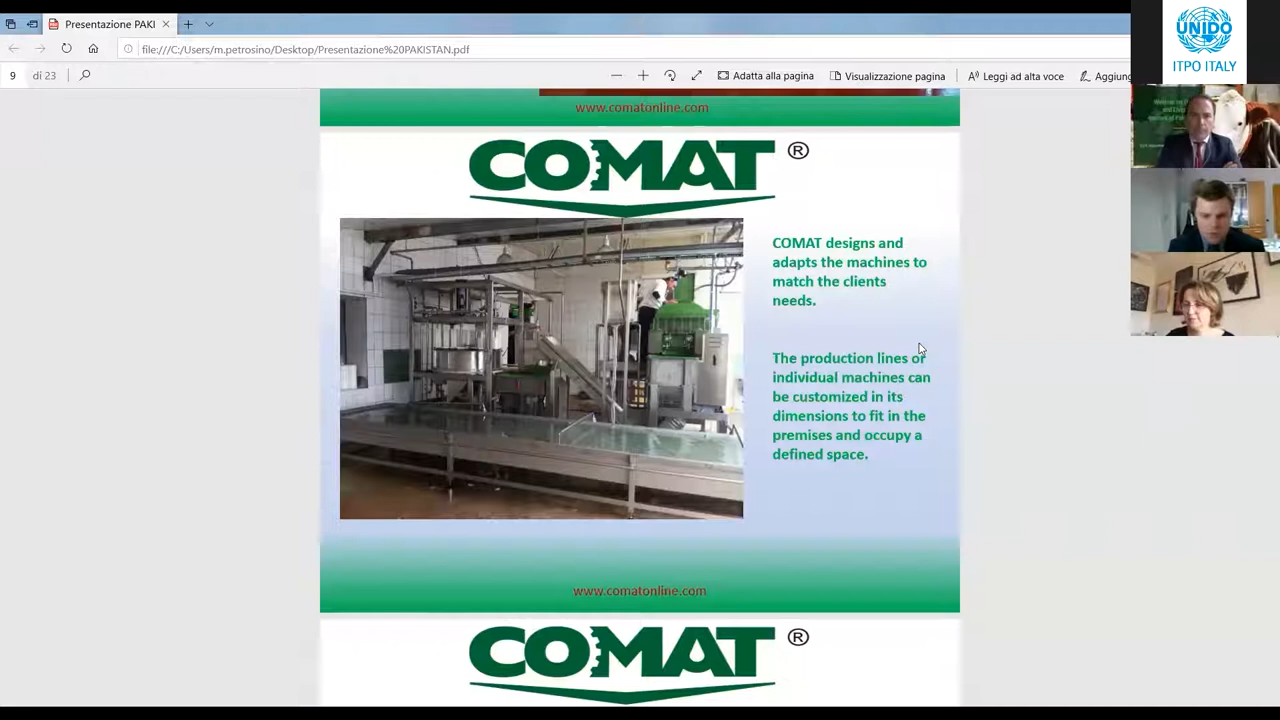 Presentazione PAKI
file:///C:/Users/m.petrosino/Desktop/Presentazione%20PAKISTAN.pdf
9 di 23
Adatta alla pagina
Visualizzazione pagina
Leggi ad alta voce
Aggiung
UNIDO
ITPO ITALY
www.comatonline.com
COMAT ®
COMAT designs and
adapts the machines to
match the clients
needs.
The production lines or
individual machines can
be customized in its
dimensions to fit in the
premises and occupy a
defined space.
www.comatonline.com
COMAT ®